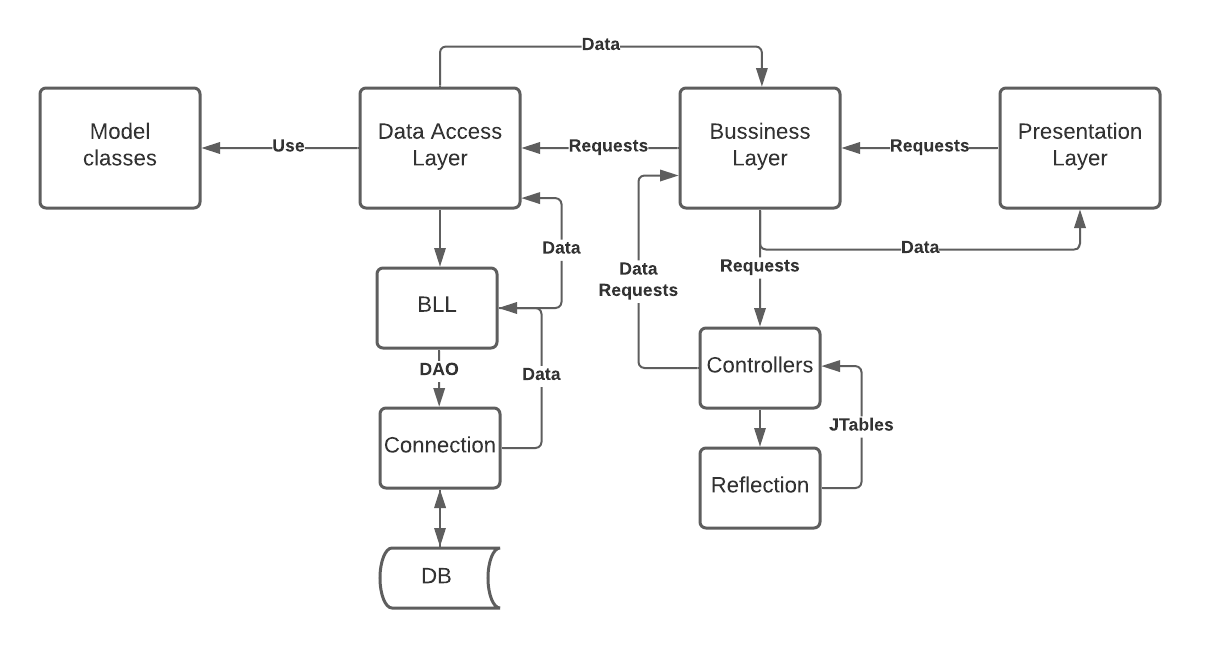 Data
Model
classes
Use
Data Access
Layer
Requests
Bussiness
Layer
Requests
Presentation
Layer
Data
Data
Requests
Data
Requests
BLL
DAO
Data
Controllers
JTables
Connection
Reflection
DB